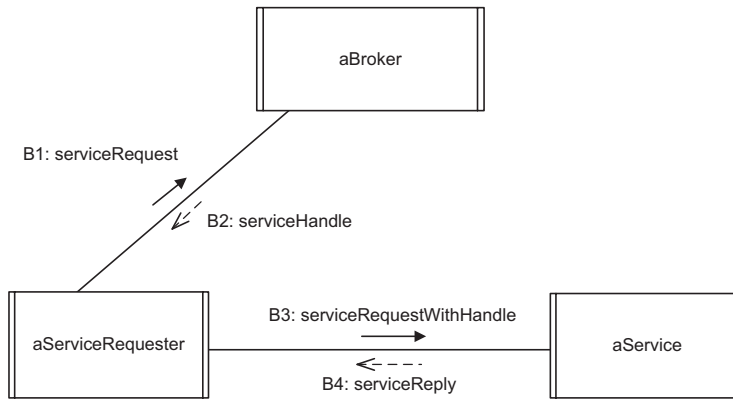 aBroker
B1: serviceRequest
B2: serviceHandle
B3: serviceRequestWithHandle
aServiceRequester
aService
B4: serviceReply